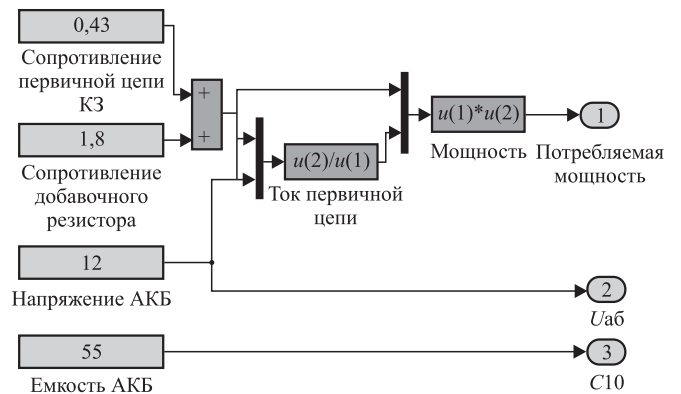 0,43
Сопротивление
первичной цепи
КЗ
+
+
1,8
Сопротивление
добавочного
резистора
u(2)/u(1)
Ток первичной
цепи
u(1)*u(2)
Мощность
1
Потребляемая
мощность
12
Напряжение АКБ
2
Uаб
55
Емкость АКБ
3
C10